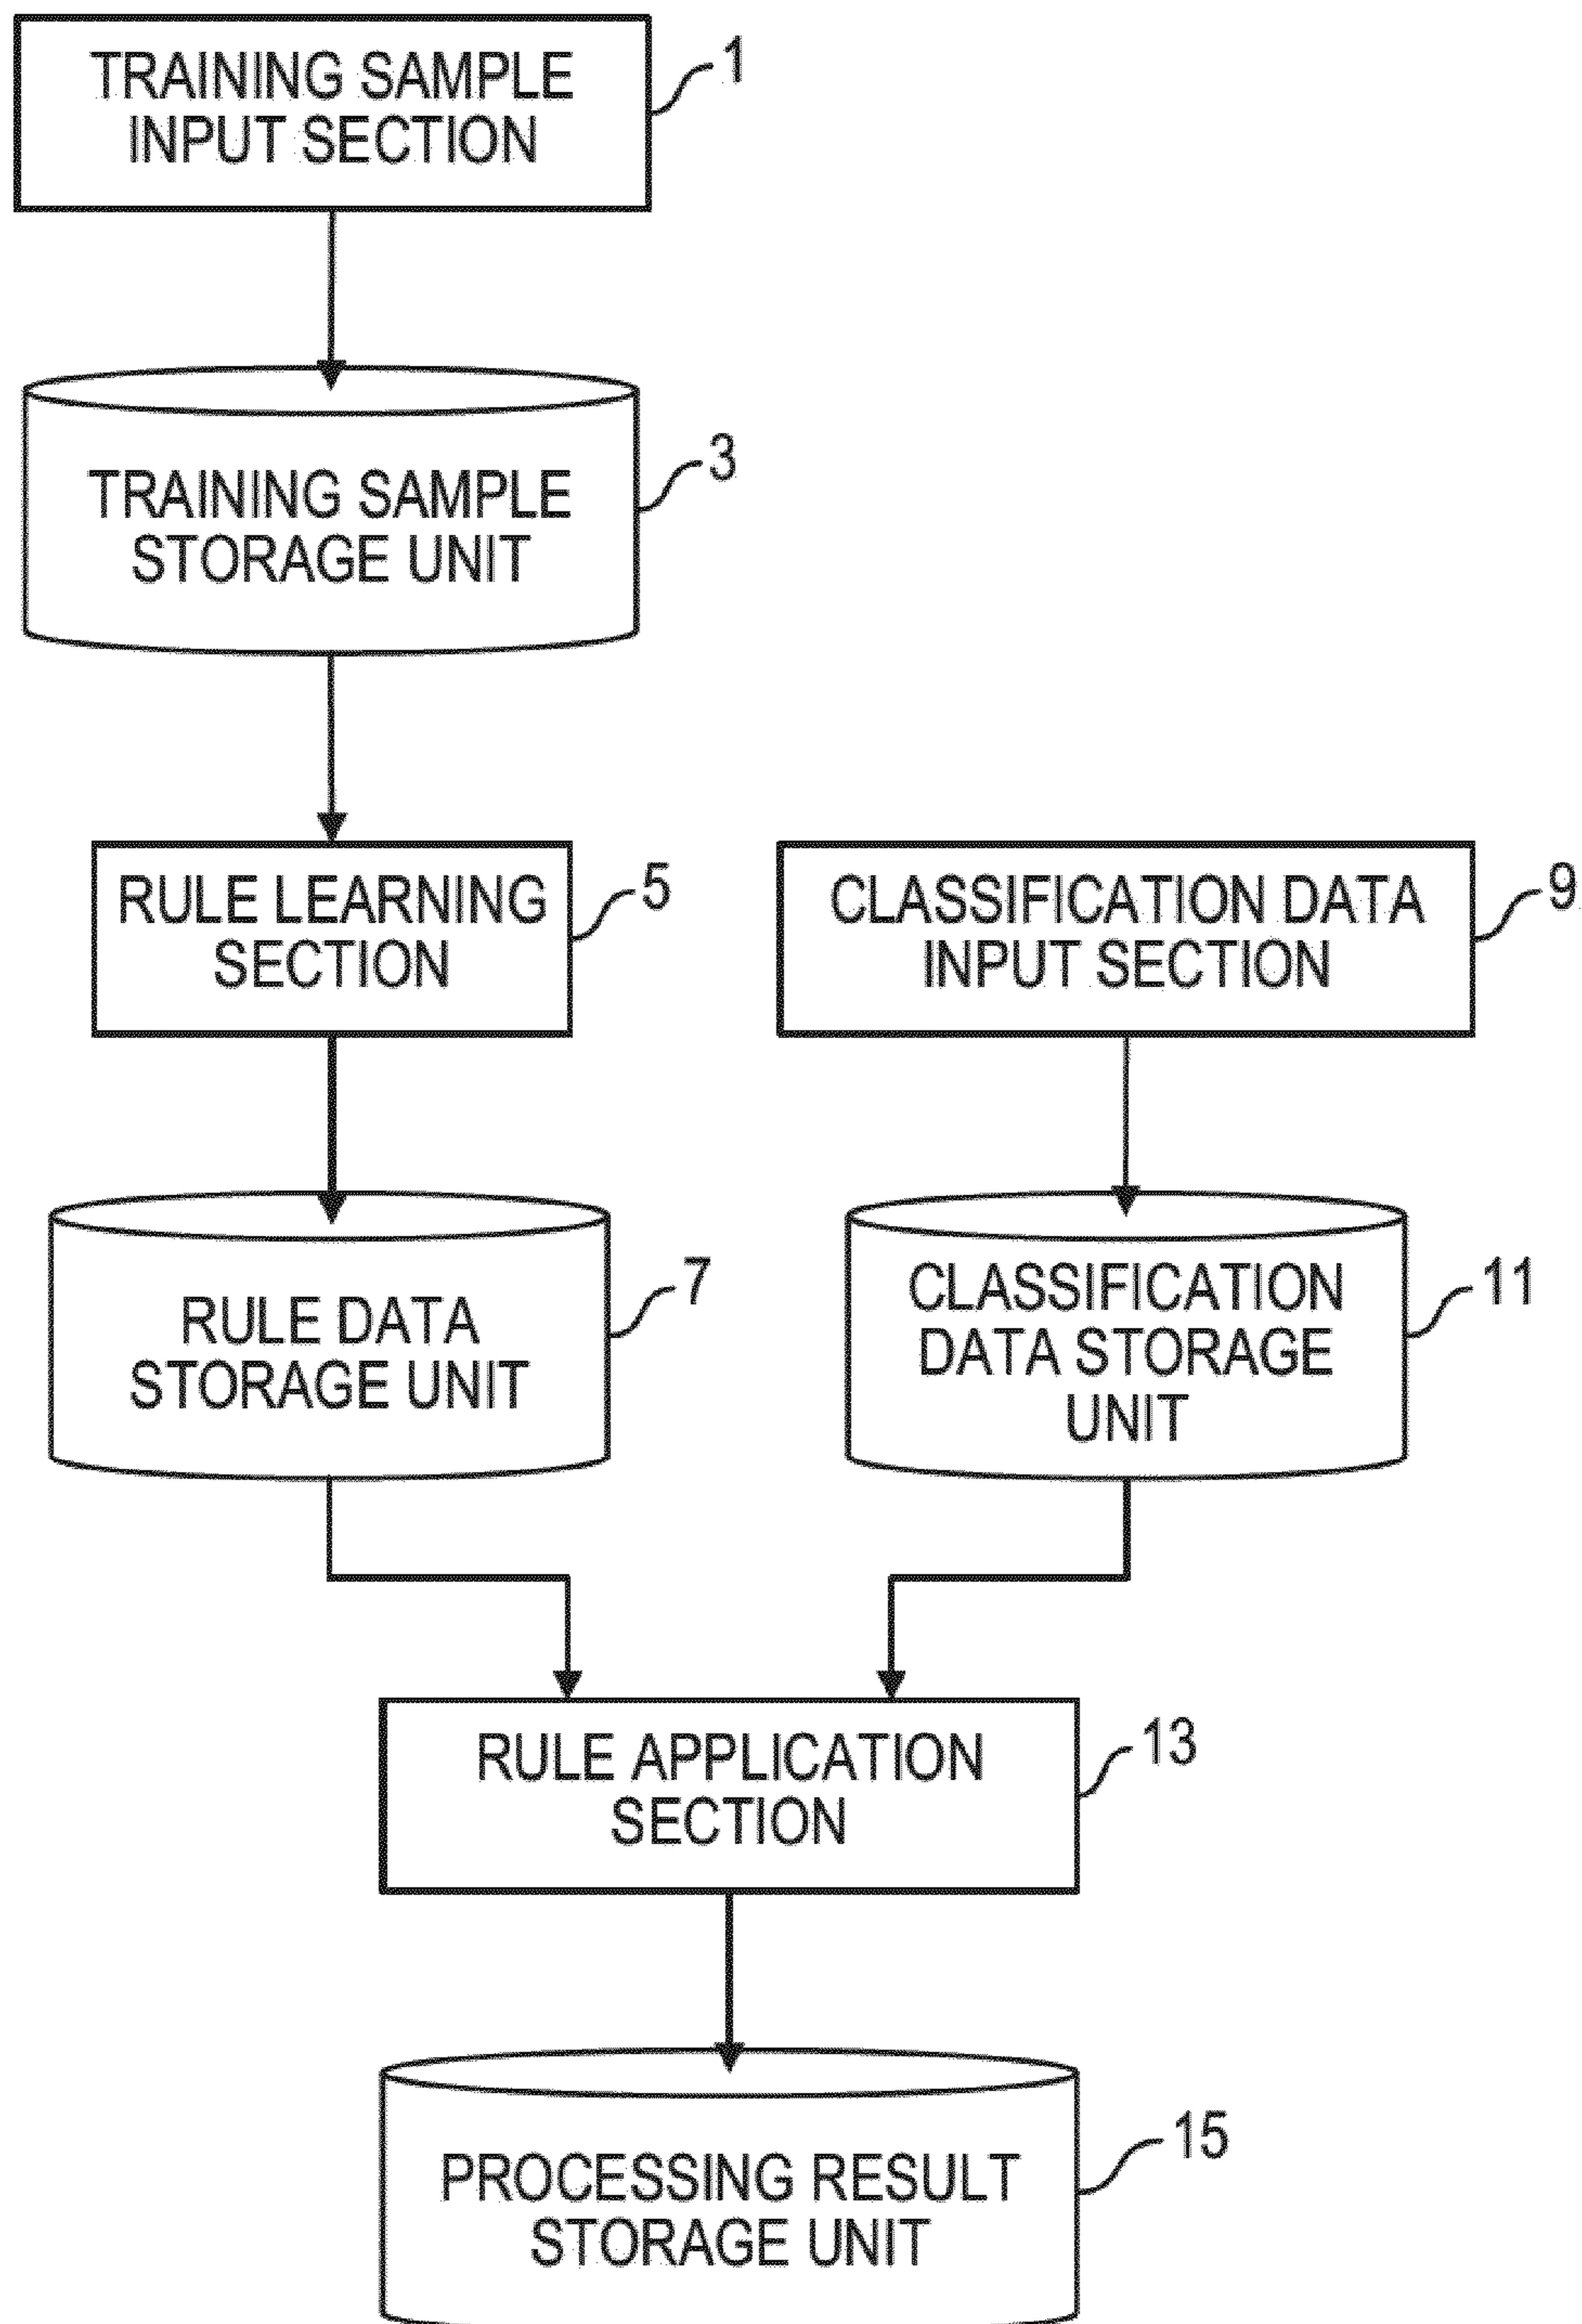 TRAINING SAMPLE
INPUT SECTION
1
TRAINING SAMPLE
STORAGE UNIT
3
RULE LEARNING
SECTION
5
CLASSIFICATION DATA
INPUT SECTION
9
RULE DATA
STORAGE UNIT
7
CLASSIFICATION
DATA STORAGE
UNIT
11
RULE APPLICATION
SECTION
13
PROCESSING RESULT
STORAGE UNIT
15